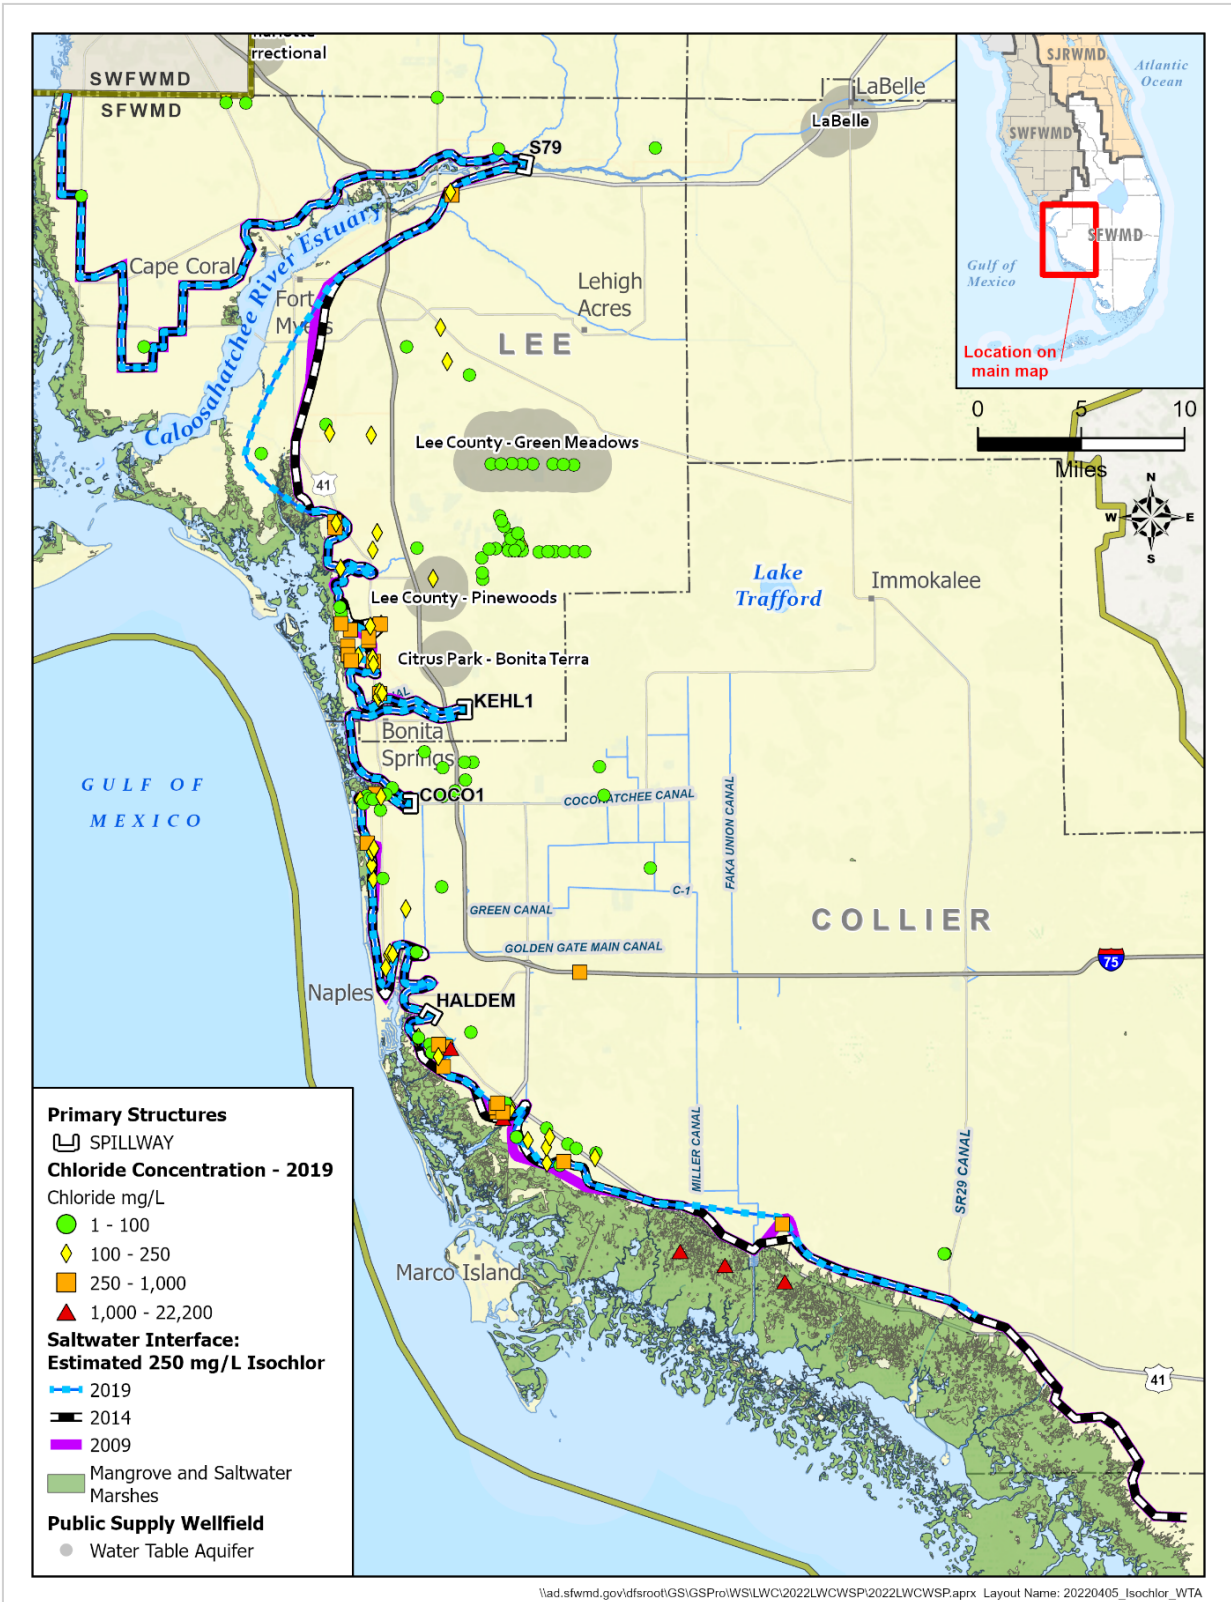 rrectional
SWFWMD
SFWMD
LaBelle
LaBelle
S79
SJRWMD
Atlantic
Ocean
SWFWMD
SFWMD
Gulf of
Mexico
Location on
main map
Cape Coral
Caloosahatchee River Estuary
Fort
Myers
Lehigh
Acres
LEE
0 5 10
Miles
N
W E
S
Lee County - Green Meadows
41
Lake
Trafford
Immokalee
Lee County - Pinewoods
Citrus Park - Bonita Terra
KEHL1
Bonita
Springs
GULF OF
MEXICO
COCO1
COCOHATCHEE CANAL
FAKA UNION CANAL
C-1
GREEN CANAL
COLLIER
GOLDEN GATE MAIN CANAL
75
Naples
HALDEM
MILLER CANAL
SR29 CANAL
Marco Island
41
Primary Structures
SPILLWAY
Chloride Concentration - 2019
Chloride mg/L
1 - 100
100 - 250
250 - 1,000
1,000 - 22,200
Saltwater Interface:
Estimated 250 mg/L Isochlor
2019
2014
2009
Mangrove and Saltwater
Marshes
Public Supply Wellfield
Water Table Aquifer
\\ad.sfwmd.gov\dfsroot\GS\GSPro\WS\LWC\2022LWCWSP\2022LWCWSP.aprx Layout Name: 20220405_Isochlor_WTA